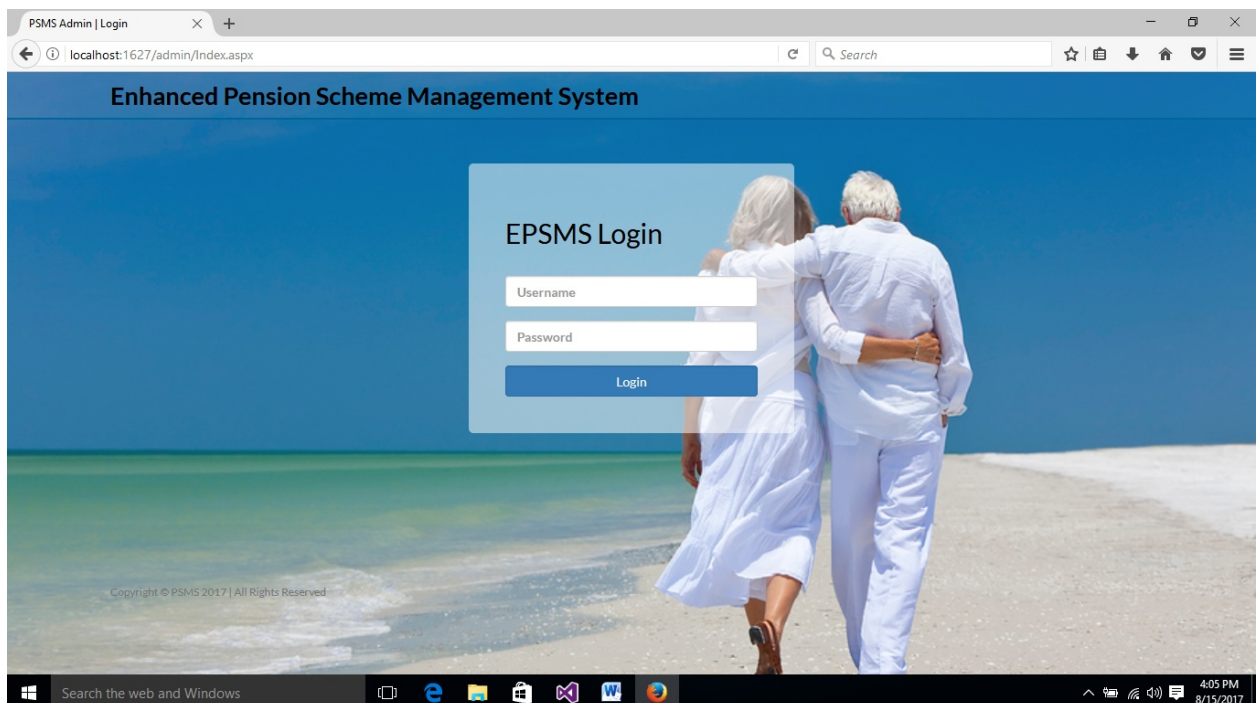 PSMS Admin | Login
localhost:1627/admin/Index.aspx
Search
Enhanced Pension Scheme Management System
EPSMS Login
Username
Password
Login
Copyright © PSMS 2017 | All Rights Reserved
Search the web and Windows
4:05 PM
8/15/2017